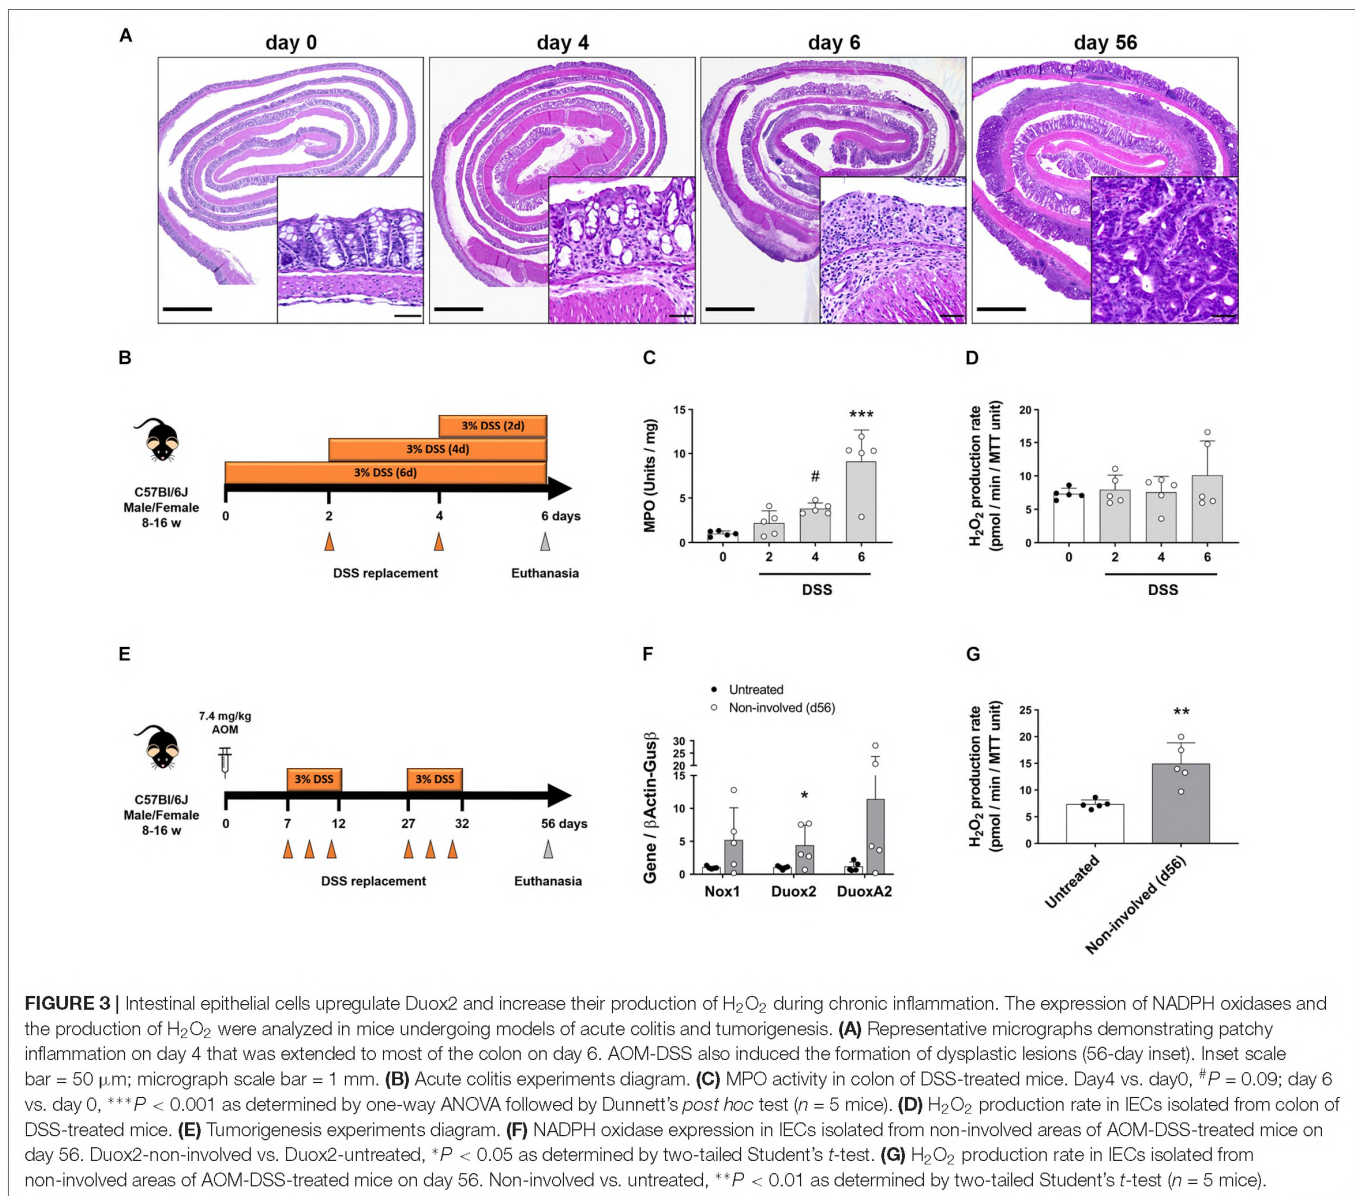 A
day 0
day 4
day 6
day 56
B
3% DSS (2d)
3% DSS (4d)
3% DSS (6d)
C57Bl/6J
Male/Female
8-16 w
0
2
4
6 days
DSS replacement
Euthanasia
C
MPO (Units / mg)
15
10
5
0
#
***
0
2
4
6
DSS
D
H₂O₂ production rate
(pmol / min / MTT unit)
20
15
10
5
0
0
2
4
6
DSS
E
7.4 mg/kg
AOM
3% DSS
3% DSS
C57Bl/6J
Male/Female
8-16 w
0
7
12
27
32
56 days
DSS replacement
Euthanasia
F
Untreated
Non-involved (d56)
Gene / βActin-Gusβ
30
25
20
15
10
5
0
*
Nox1
Duox2
DuoxA2
G
H₂O₂ production rate
(pmol / min / MTT unit)
25
20
15
10
5
0
**
Untreated
Non-involved (d56)
FIGURE 3 | Intestinal epithelial cells upregulate Duox2 and increase their production of H₂O₂ during chronic inflammation. The expression of NADPH oxidases and
the production of H₂O₂ were analyzed in mice undergoing models of acute colitis and tumorigenesis. (A) Representative micrographs demonstrating patchy
inflammation on day 4 that was extended to most of the colon on day 6. AOM-DSS also induced the formation of dysplastic lesions (56-day inset). Inset scale
bar = 50 μm; micrograph scale bar = 1 mm. (B) Acute colitis experiments diagram. (C) MPO activity in colon of DSS-treated mice. Day4 vs. day0, #P = 0.09; day 6
vs. day 0, ***P < 0.001 as determined by one-way ANOVA followed by Dunnett's post hoc test (n = 5 mice). (D) H₂O₂ production rate in IECs isolated from colon of
DSS-treated mice. (E) Tumorigenesis experiments diagram. (F) NADPH oxidase expression in IECs isolated from non-involved areas of AOM-DSS-treated mice on
day 56. Duox2-non-involved vs. Duox2-untreated, *P < 0.05 as determined by two-tailed Student's t-test. (G) H₂O₂ production rate in IECs isolated from
non-involved areas of AOM-DSS-treated mice on day 56. Non-involved vs. untreated, **P < 0.01 as determined by two-tailed Student's t-test (n = 5 mice).